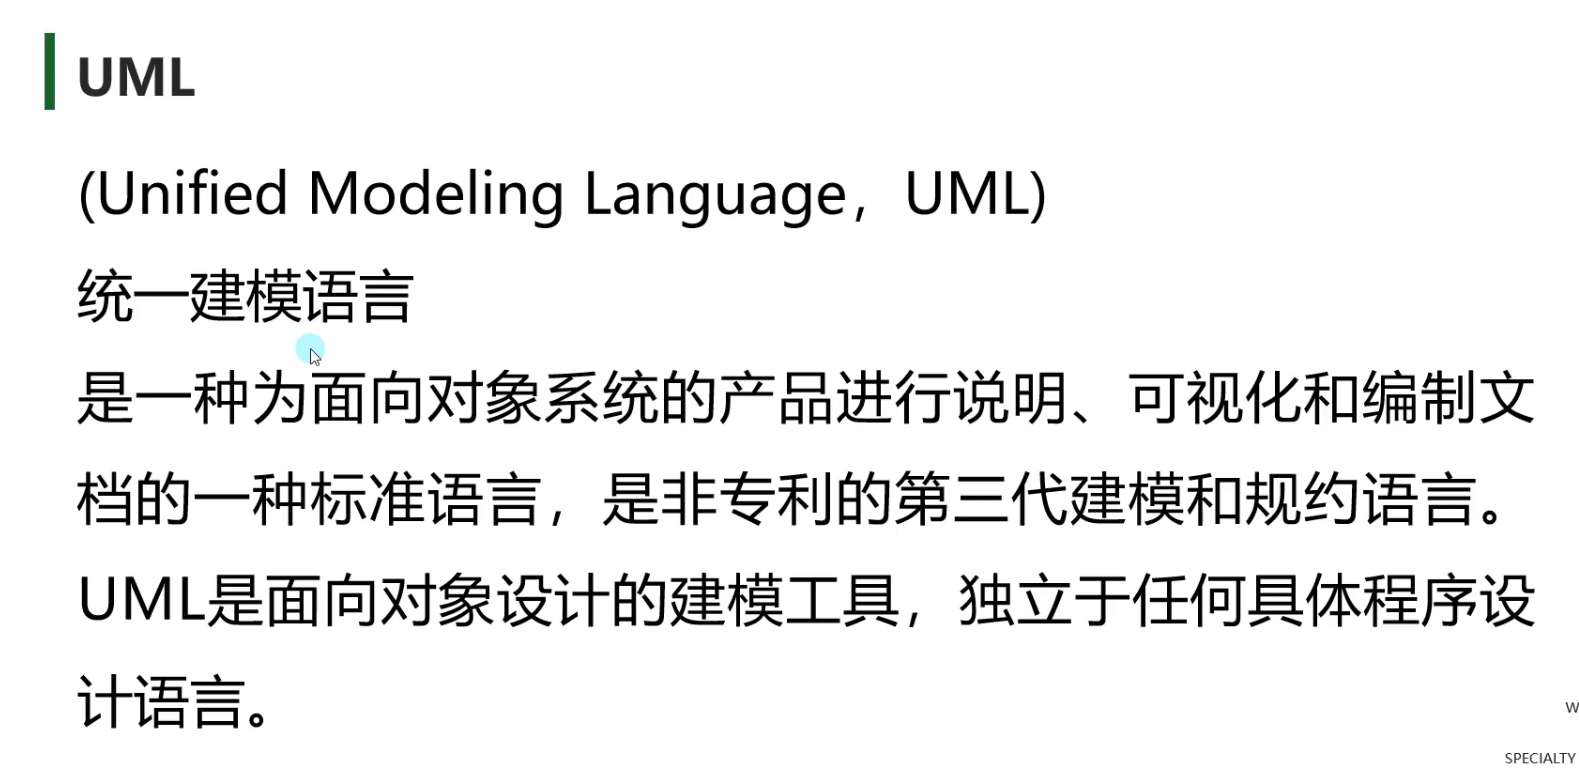 UML
(Unified Modeling Language，UML)
统一建模语言
是一种为面向对象系统的产品进行说明、可视化和编制文
档的一种标准语言，是非专利的第三代建模和规约语言。
UML是面向对象设计的建模工具，独立于任何具体程序设
计语言。
W
SPECIALTY